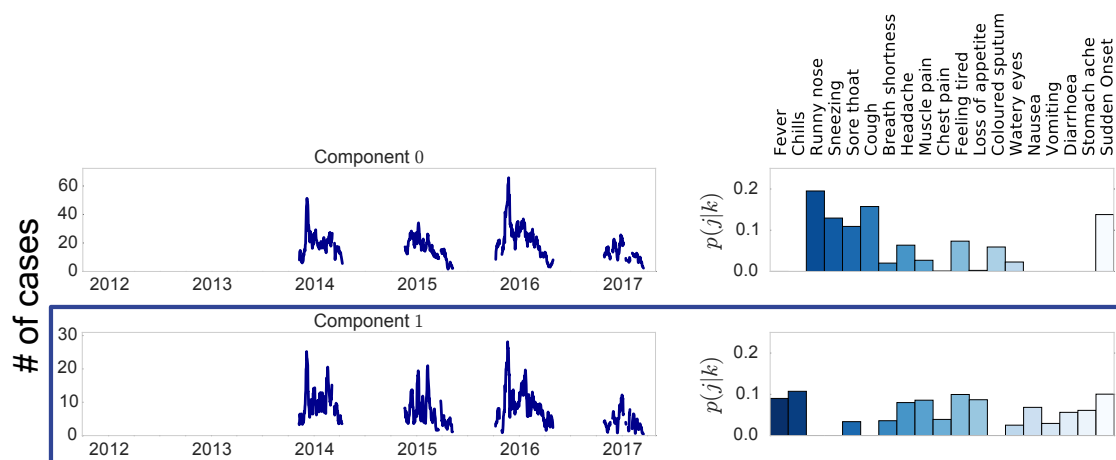 Fever
Chills
Runny nose
Sneezing
Sore thoat
Cough
Breath shortness
Headache
Muscle pain
Chest pain
Feeling tired
Loss of appetite
Coloured sputum
Watery eyes
Nausea
Vomiting
Diarrhoea
Stomach ache
Sudden Onset
# of cases
Component 0
60
40
20
0
2012 2013 2014 2015 2016 2017
p(j|k)
0.2
0.1
0.0
Component 1
30
20
10
0
2012 2013 2014 2015 2016 2017
p(j|k)
0.2
0.1
0.0